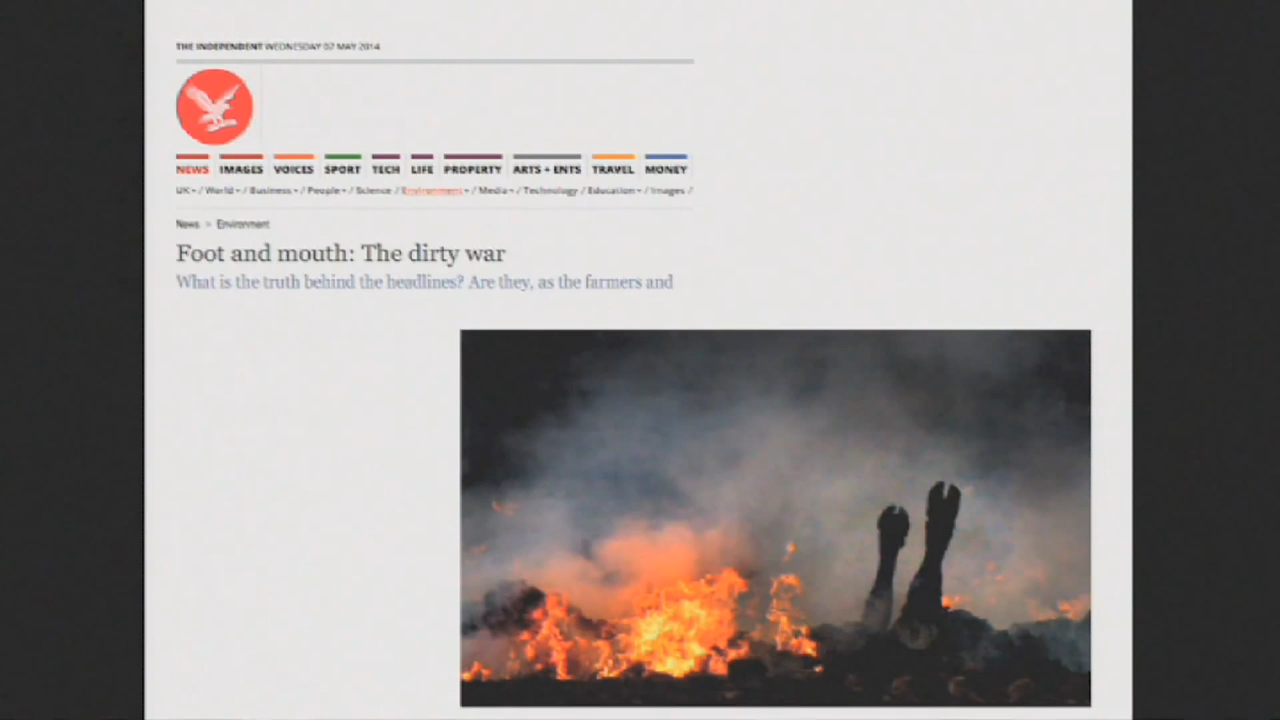 THE INDEPENDENT WEDNESDAY 07 MAY 2014
NEWS IMAGES VOICES SPORT TECH LIFE PROPERTY ARTS + ENTS TRAVEL MONEY
UK / World / Business / People / Science / Environment / Media / Technology / Education / Images /
News > Environment
Foot and mouth: The dirty war
What is the truth behind the headlines? Are they, as the farmers and